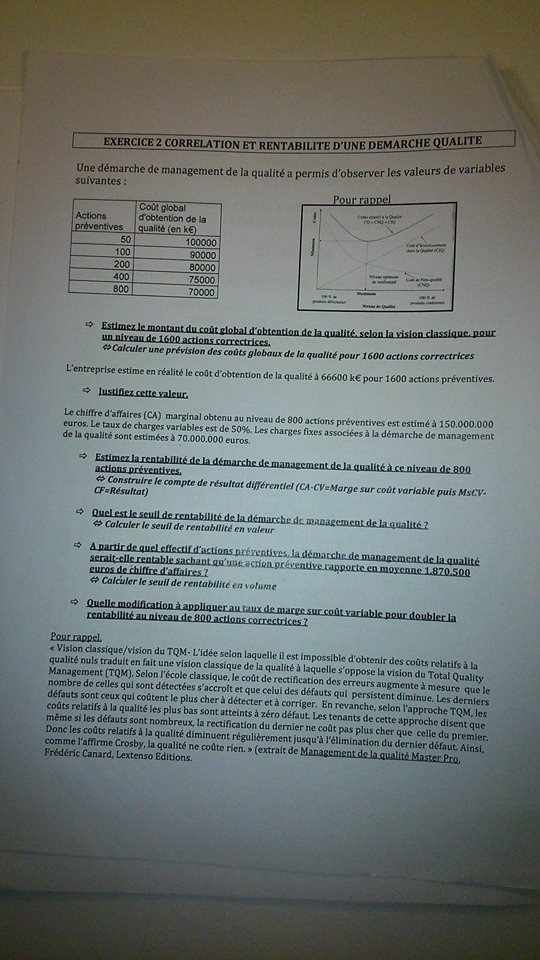 EXERCICE 2 CORRELATION ET RENTABILITE D'UNE DEMARCHE QUALITE
Une démarche de management de la qualité a permis d'observer les valeurs de variables
suivantes :
Actions préventives | Coût global d'obtention de la qualité (en k€)
50 | 100000
100 | 90000
200 | 80000
400 | 75000
800 | 70000
Pour rappel
Coûts
Minimum
Coûts relatifs à la Qualité
CQ = CNQ + CIQ
Coût d'Investissement
dans la Qualité (CIQ)
Niveau optimum
de conformité
Coût de Non-qualité
(CNQ)
100 % de
produits défectueux
Maximum
Niveau de Qualité
100 % de
produits conformes
⇨ Estimez le montant du coût global d'obtention de la qualité, selon la vision classique, pour
un niveau de 1600 actions correctrices.
⇔Calculer une prévision des coûts globaux de la qualité pour 1600 actions correctrices
L'entreprise estime en réalité le coût d'obtention de la qualité à 66600 k€ pour 1600 actions préventives.
⇨ Justifiez cette valeur.
Le chiffre d'affaires (CA) marginal obtenu au niveau de 800 actions préventives est estimé à 150.000.000
euros. Le taux de charges variables est de 50%. Les charges fixes associées à la démarche de management
de la qualité sont estimées à 70.000.000 euros.
⇨ Estimez la rentabilité de la démarche de management de la qualité à ce niveau de 800
actions préventives.
⇔ Construire le compte de résultat différentiel (CA-CV=Marge sur coût variable puis MsCV-
CF=Résultat)
⇨ Quel est le seuil de rentabilité de la démarche de management de la qualité ?
⇔ Calculer le seuil de rentabilité en valeur
⇨ A partir de quel effectif d'actions préventives, la démarche de management de la qualité
serait-elle rentable sachant qu'une action préventive rapporte en moyenne 1.870.500
euros de chiffre d'affaires ?
⇔ Calculer le seuil de rentabilité en volume
⇨ Quelle modification à appliquer au taux de marge sur coût variable pour doubler la
rentabilité au niveau de 800 actions correctrices ?
Pour rappel.
« Vision classique/vision du TQM- L'idée selon laquelle il est impossible d'obtenir des coûts relatifs à la
qualité nuls traduit en fait une vision classique de la qualité à laquelle s'oppose la vision du Total Quality
Management (TQM). Selon l'école classique, le coût de rectification des erreurs augmente à mesure que le
nombre de celles qui sont détectées s'accroît et que celui des défauts qui persistent diminue. Les derniers
défauts sont ceux qui coûtent le plus cher à détecter et à corriger. En revanche, selon l'approche TQM, les
coûts relatifs à la qualité les plus bas sont atteints à zéro défaut. Les tenants de cette approche disent que
même si les défauts sont nombreux, la rectification du dernier ne coût pas plus cher que celle du premier.
Donc les coûts relatifs à la qualité diminuent régulièrement jusqu'à l'élimination du dernier défaut. Ainsi,
comme l'affirme Crosby, la qualité ne coûte rien. » (extrait de Management de la qualité Master Pro,
Frédéric Canard, Lextenso Editions.